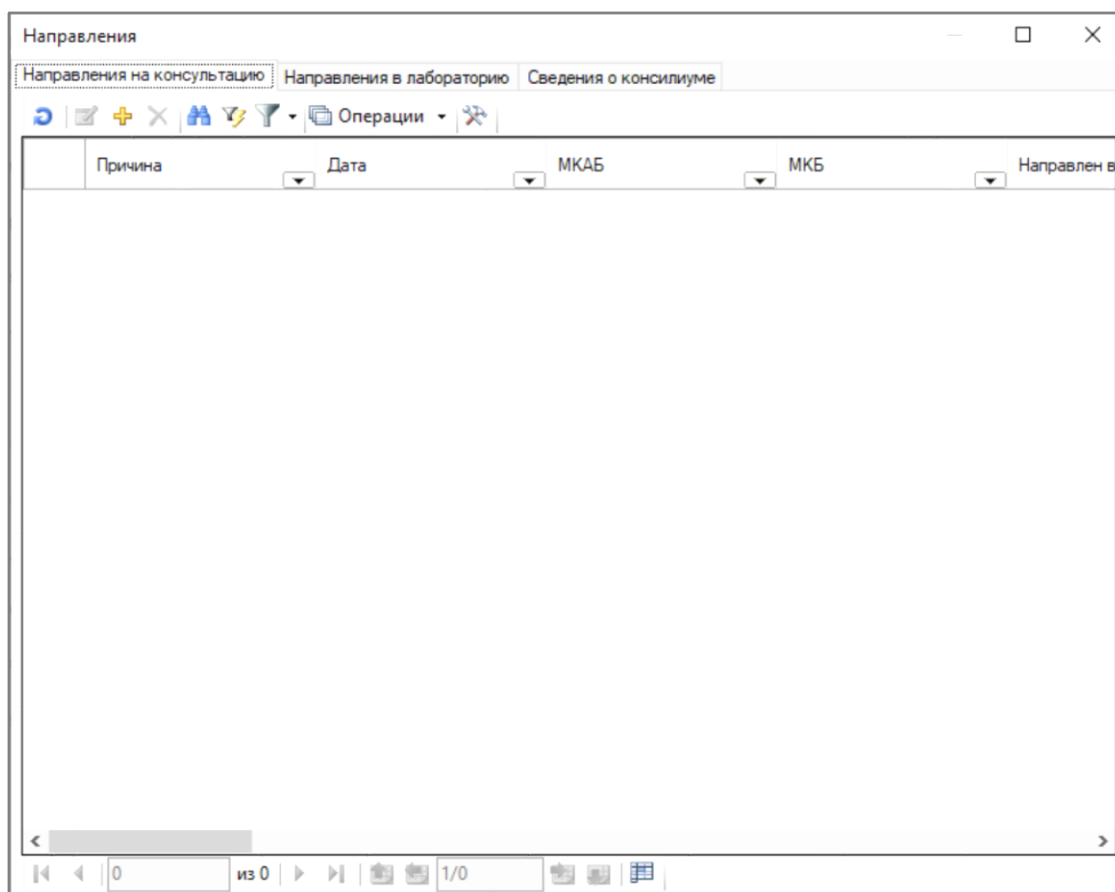 Направления
Направления на консультацию Направления в лабораторию Сведения о консилиуме
Операции
Причина Дата МКАБ МКБ Направлен в
0 из 0 1/0